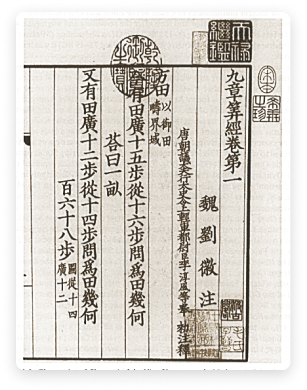 九章筭經卷第一
魏劉徽注
唐朝議大夫行太史令上輕車都尉臣李淳風等奉 勑注釋
方田 以御田疇界域
今有田廣十五步從十六步問爲田幾何
荅曰一畝
又有田廣十二步從十四步問爲田幾何
百六十八步 圖從十四廣十二